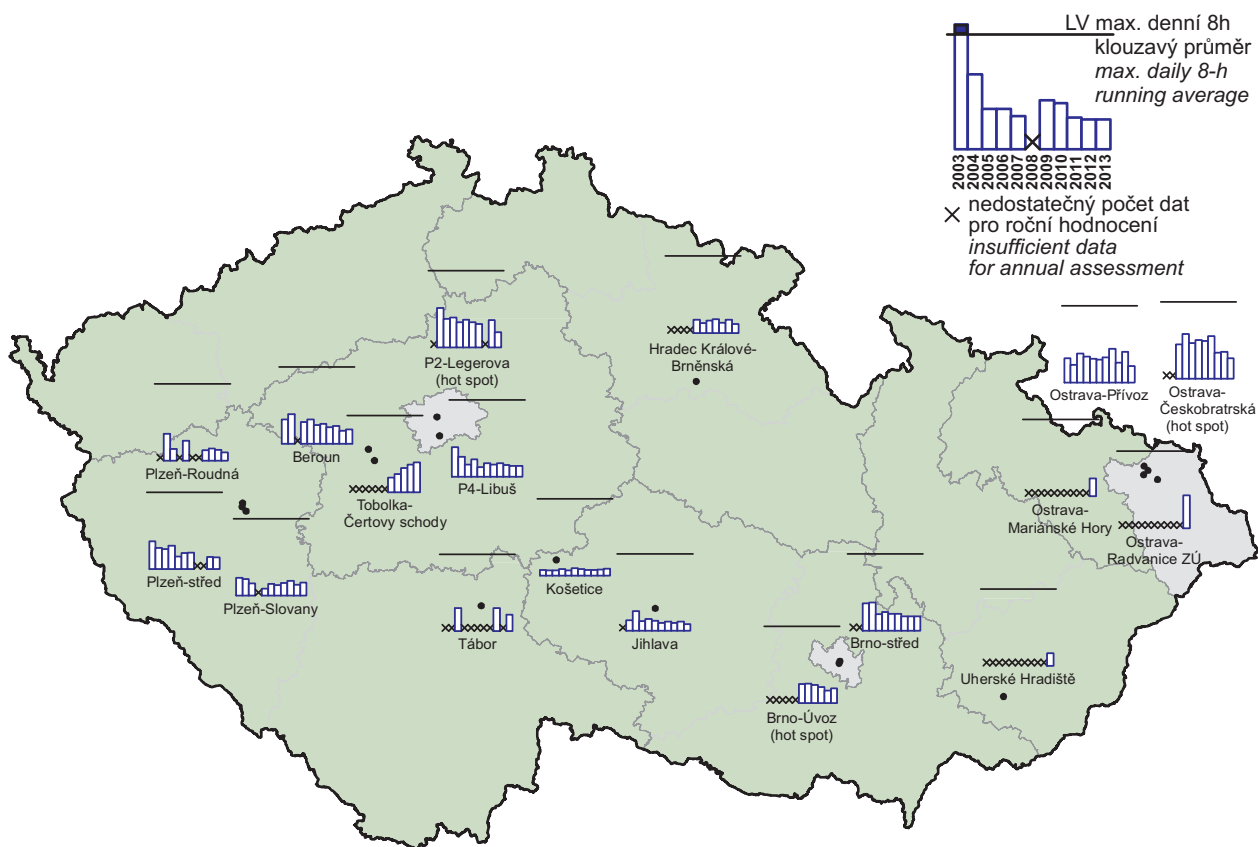 LV max. denní 8h
klouzavý průměr
max. daily 8-h
running average
2003
2004
2005
2006
2007
2008
2009
2010
2011
2012
2013
× nedostatečný počet dat
pro roční hodnocení
insufficient data
for annual assessment
P2-Legerova
(hot spot)
Hradec Králové-
Brněnská
Ostrava-Přívoz
Ostrava-
Českobratrská
(hot spot)
Plzeň-Roudná
Beroun
Tobolka-
Čertovy schody
P4-Libuš
Ostrava-
Mariánské Hory
Ostrava-
Radvanice ZÚ
Plzeň-střed
Plzeň-Slovany
Košetice
Tábor
Jihlava
Brno-střed
Uherské Hradiště
Brno-Úvoz
(hot spot)